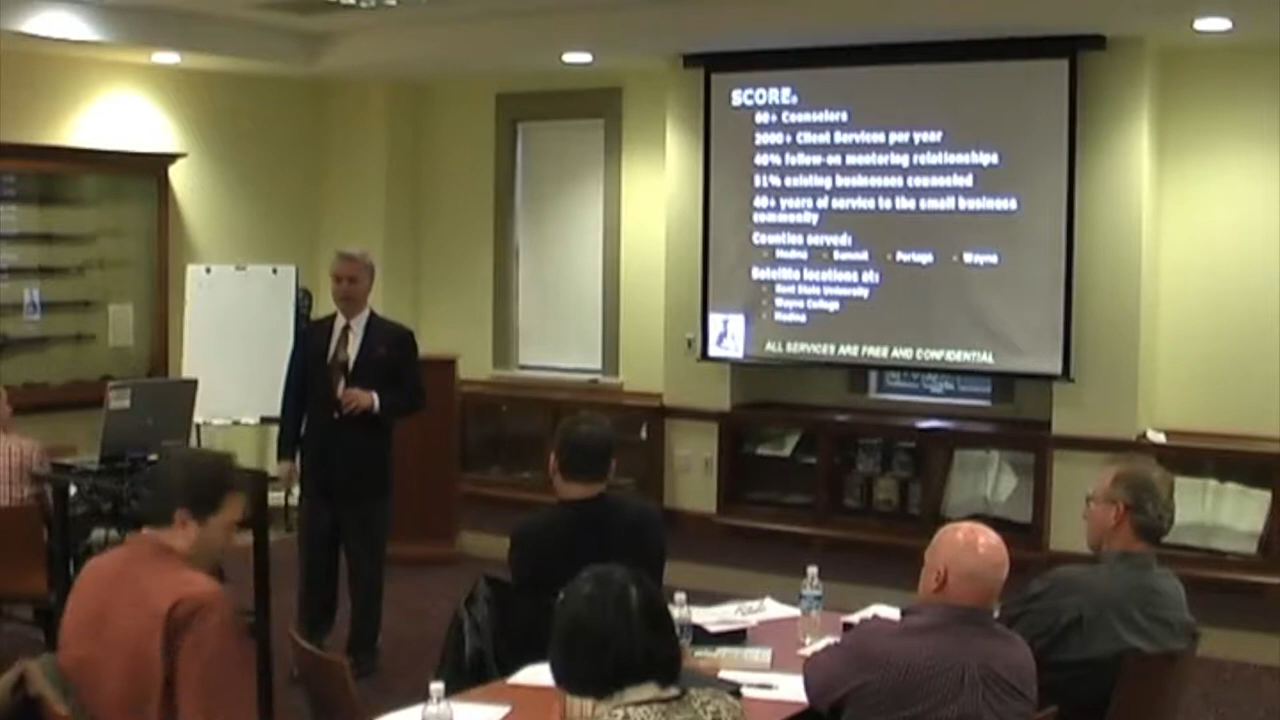 SCORE®
60+ Counselors
2000+ Client Services per year
40% follow-on mentoring relationships
31% existing businesses counseled
40+ years of service to the small business
community
Counties served:
Medina Summit Portage Wayne
Satellite locations at:
Kent State University
Wayne College
Medina
ALL SERVICES ARE FREE AND CONFIDENTIAL